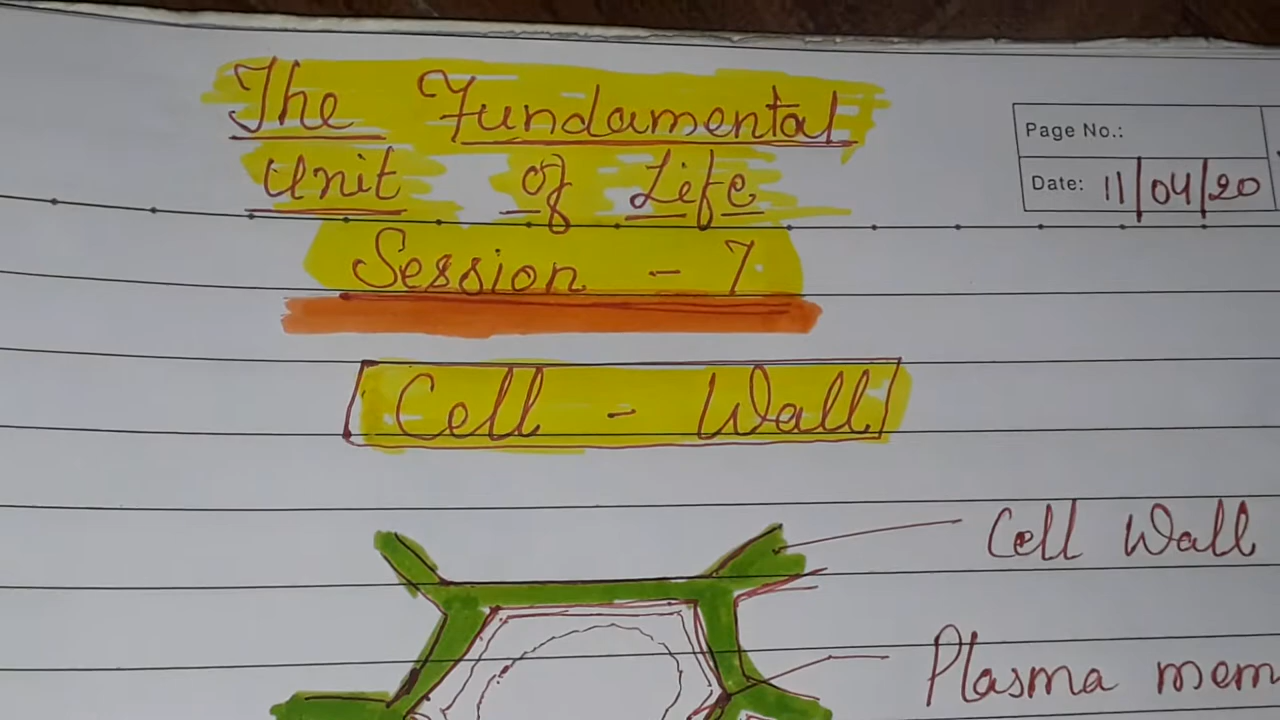 The Fundamental
Unit of Life
Page No.:
Date: 11/04/20
Session - 7
Cell - Wall
Cell Wall
Plasma mem